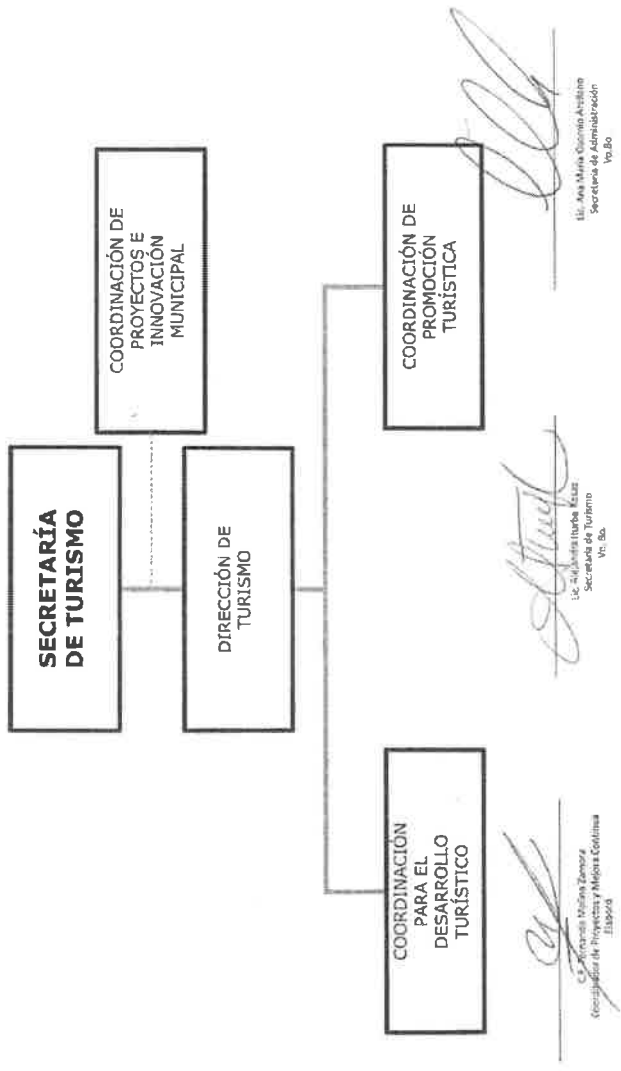 SECRETARÍA
DE TURISMO
COORDINACIÓN DE
PROYECTOS E
INNOVACIÓN
MUNICIPAL
DIRECCIÓN DE
TURISMO
COORDINACIÓN
PARA EL
DESARROLLO
TURÍSTICO
COORDINACIÓN DE
PROMOCIÓN
TURÍSTICA
C.P. Fernando Molina Zamora
Coordinador de Proyectos y Mejora Continua
Elaboró
Lic. Alejandra Iturbe Rosas
Secretaria de Turismo
Vo. Bo.
Lic. Ana María Osornio Arellano
Secretaria de Administración
Vo.Bo